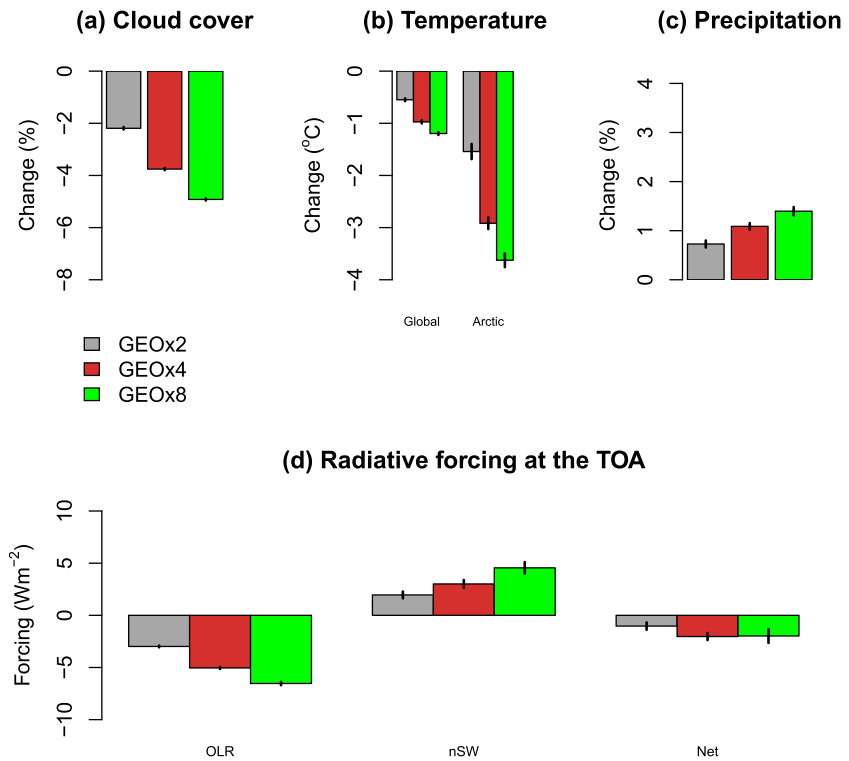 (a) Cloud cover
(b) Temperature
(c) Precipitation
Change (%)
0
−2
−4
−6
−8
Change (°C)
0
−1
−2
−3
−4
Global
Arctic
Change (%)
4
3
2
1
0
GEOx2
GEOx4
GEOx8
(d) Radiative forcing at the TOA
Forcing (Wm⁻²)
10
5
0
−5
−10
OLR
nSW
Net